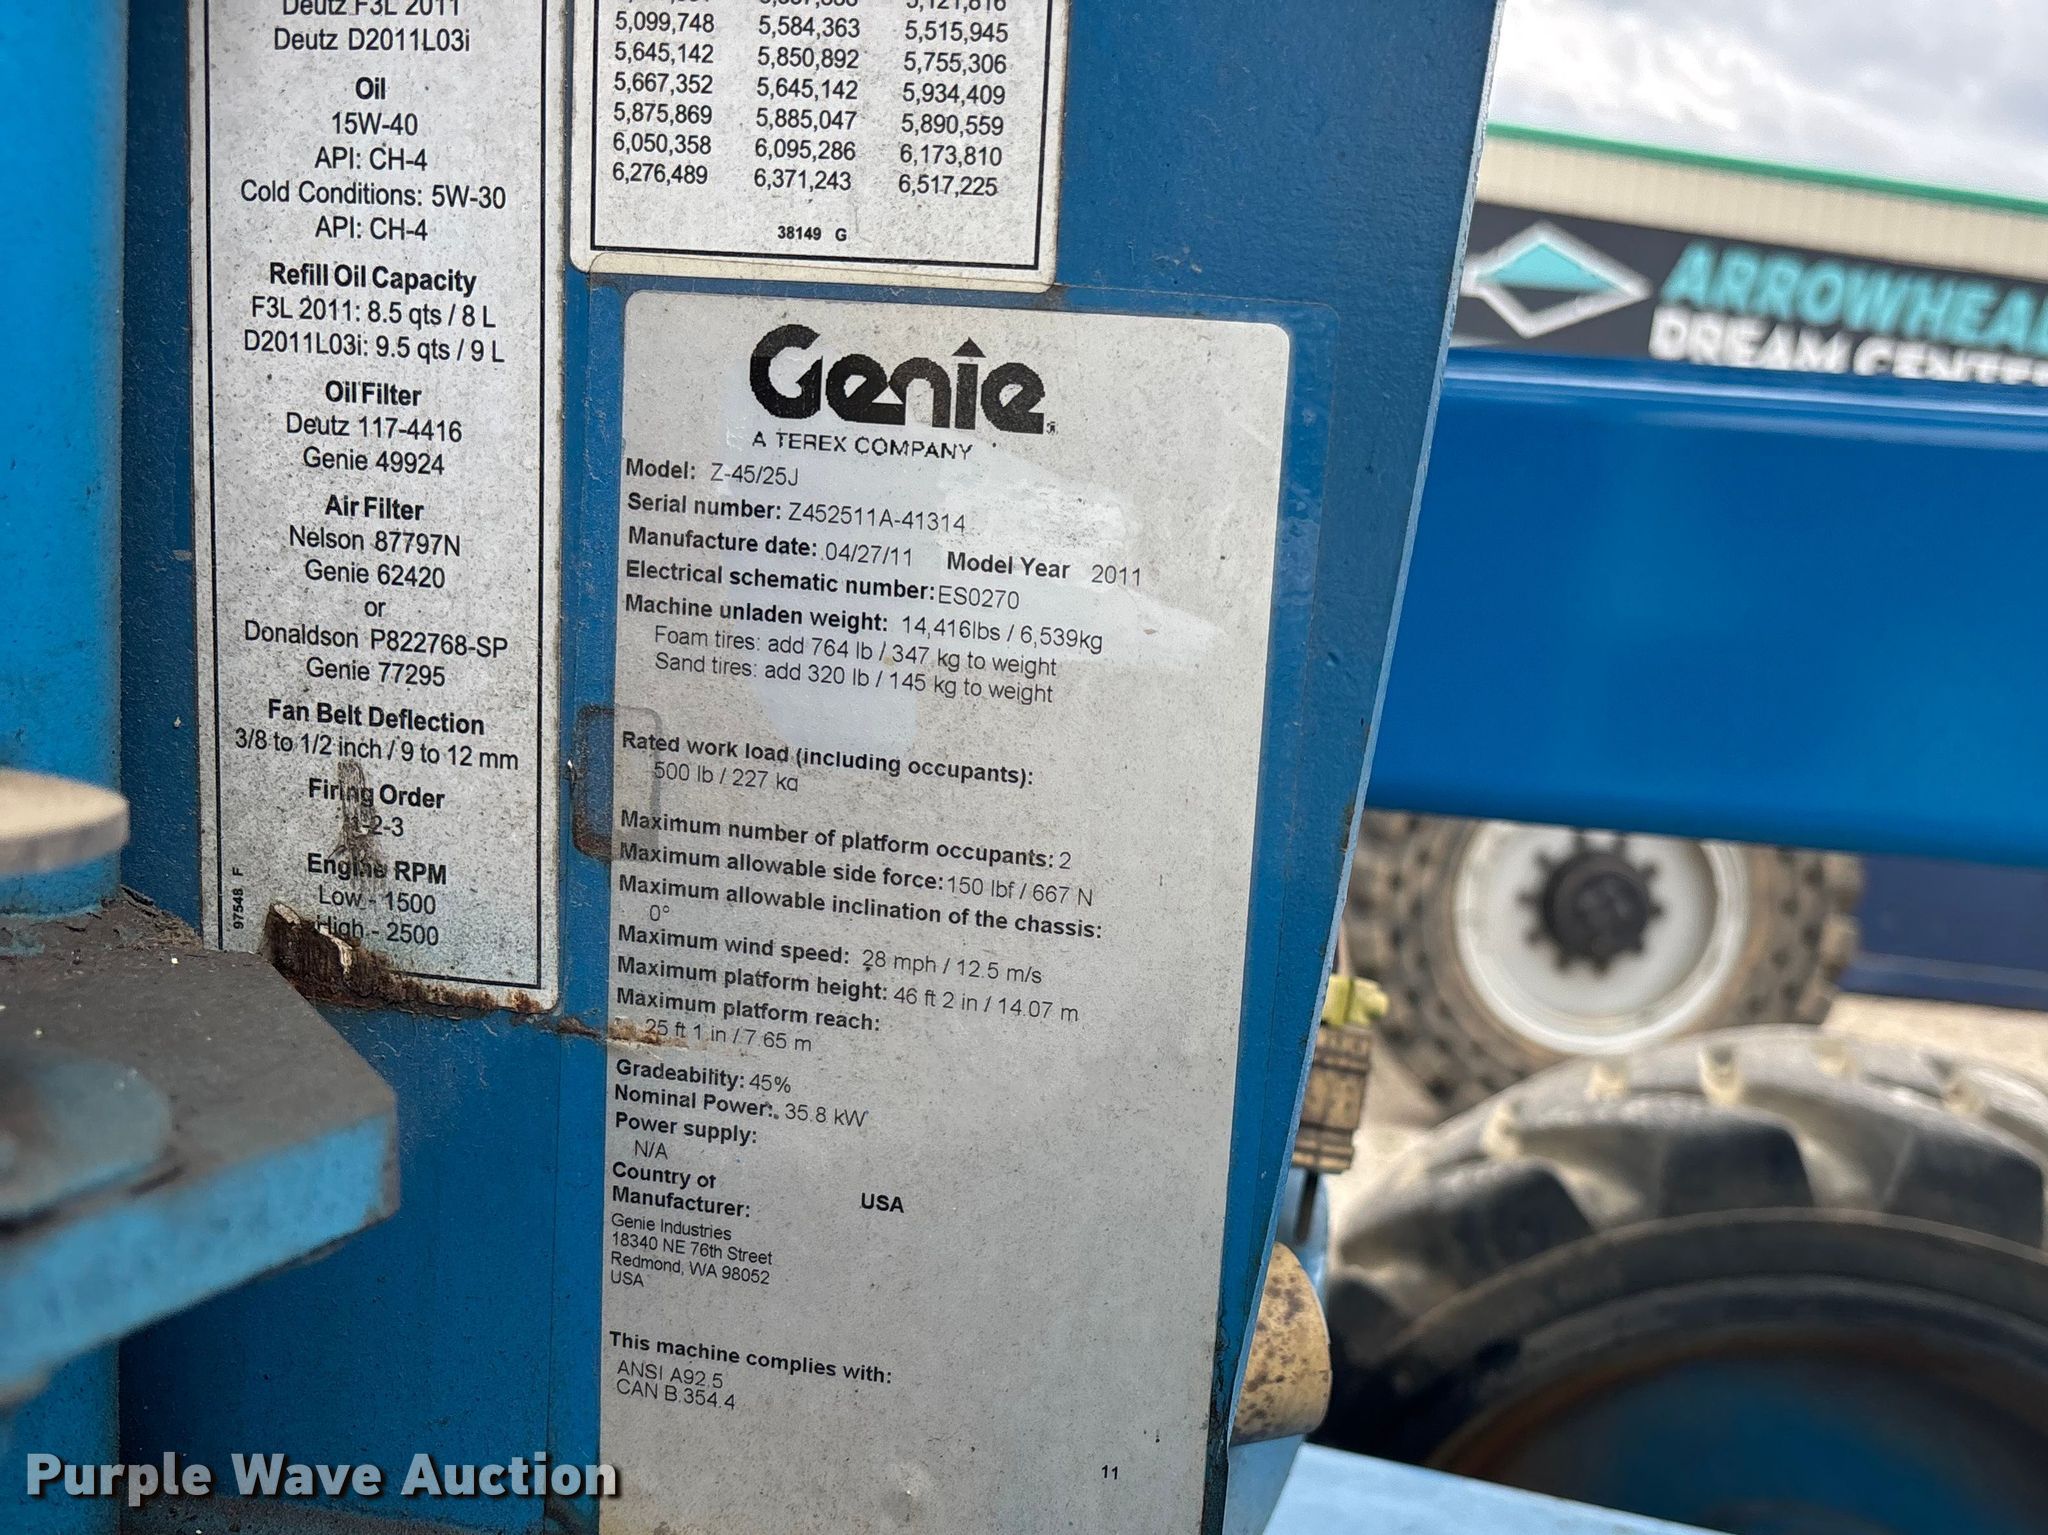 Deutz F3L 2011
Deutz D2011L03i
Oil
15W-40
API: CH-4
Cold Conditions: 5W-30
API: CH-4
Refill Oil Capacity
F3L 2011: 8.5 qts / 8 L
D2011L03i: 9.5 qts / 9 L
Oil Filter
Deutz 117-4416
Genie 49924
Air Filter
Nelson 87797N
Genie 62420
or
Donaldson P822768-SP
Genie 77295
Fan Belt Deflection
3/8 to 1/2 inch / 9 to 12 mm
Firing Order
1-2-3
Engine RPM
Low - 1500
High - 2500
97548 F
5,121,816
5,099,748 5,584,363 5,515,945
5,645,142 5,850,892 5,755,306
5,667,352 5,645,142 5,934,409
5,875,869 5,885,047 5,890,559
6,050,358 6,095,286 6,173,810
6,276,489 6,371,243 6,517,225
38149 G
Genie
A TEREX COMPANY
Model: Z-45/25J
Serial number: Z452511A-41314
Manufacture date: 04/27/11 Model Year 2011
Electrical schematic number: ES0270
Machine unladen weight: 14,416lbs / 6,539kg
Foam tires: add 764 lb / 347 kg to weight
Sand tires: add 320 lb / 145 kg to weight
Rated work load (including occupants):
500 lb / 227 kg
Maximum number of platform occupants: 2
Maximum allowable side force: 150 lbf / 667 N
Maximum allowable inclination of the chassis:
0°
Maximum wind speed: 28 mph / 12.5 m/s
Maximum platform height: 46 ft 2 in / 14.07 m
Maximum platform reach:
25 ft 1 in / 7.65 m
Gradeability: 45%
Nominal Power: 35.8 kW
Power supply:
N/A
Country of
Manufacturer: USA
Genie Industries
18340 NE 76th Street
Redmond, WA 98052
USA
This machine complies with:
ANSI A92.5
CAN B.354.4
11
ARROWHEA
DREAM CENTE
Purple Wave Auction